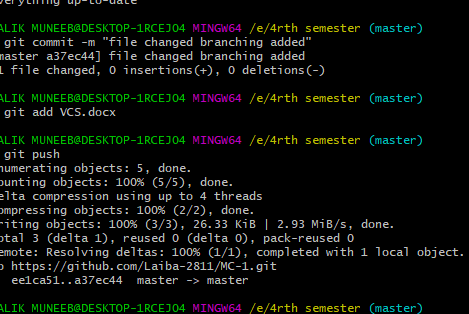 verything up-to-date
ALIK MUNEEB@DESKTOP-1RCEJO4 MINGW64 /e/4rth semester (master)
git commit -m "file changed branching added"
master a37ec44] file changed branching added
1 file changed, 0 insertions(+), 0 deletions(-)
ALIK MUNEEB@DESKTOP-1RCEJO4 MINGW64 /e/4rth semester (master)
git add VCS.docx
ALIK MUNEEB@DESKTOP-1RCEJO4 MINGW64 /e/4rth semester (master)
git push
numerating objects: 5, done.
ounting objects: 100% (5/5), done.
elta compression using up to 4 threads
ompressing objects: 100% (2/2), done.
riting objects: 100% (3/3), 26.33 KiB | 2.93 MiB/s, done.
otal 3 (delta 1), reused 0 (delta 0), pack-reused 0
emote: Resolving deltas: 100% (1/1), completed with 1 local object.
o https://github.com/Laiba-2811/MC-1.git
ee1ca51..a37ec44 master -> master
ALIK MUNEEB@DESKTOP-1RCEJO4 MINGW64 /e/4rth semester (master)